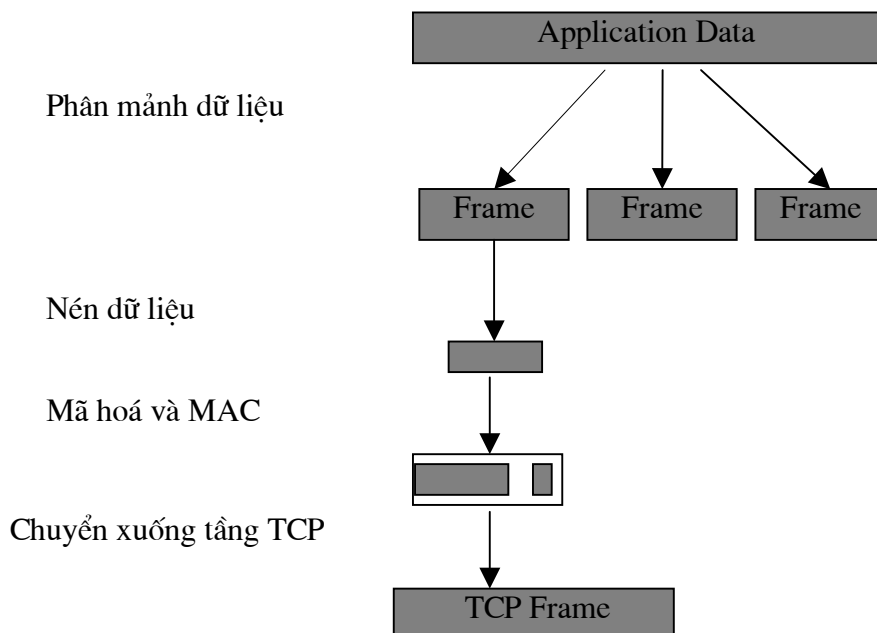 Application Data
Phân mảnh dữ liệu
Frame Frame Frame
Nén dữ liệu
Mã hoá và MAC
Chuyển xuống tầng TCP
TCP Frame